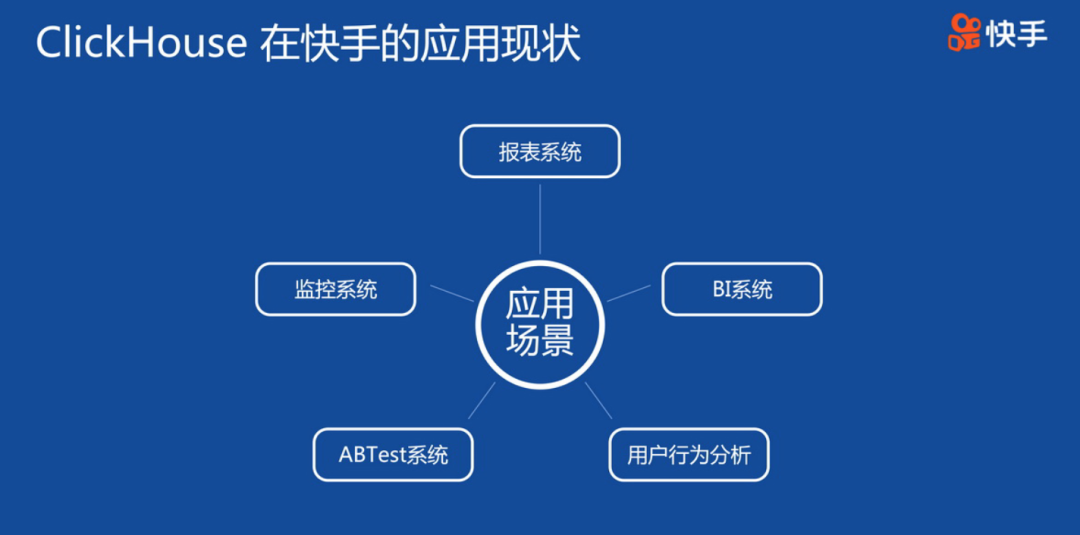 ClickHouse 在快手的应用现状
快手
报表系统
监控系统
应用
场景
BI系统
ABTest系统
用户行为分析